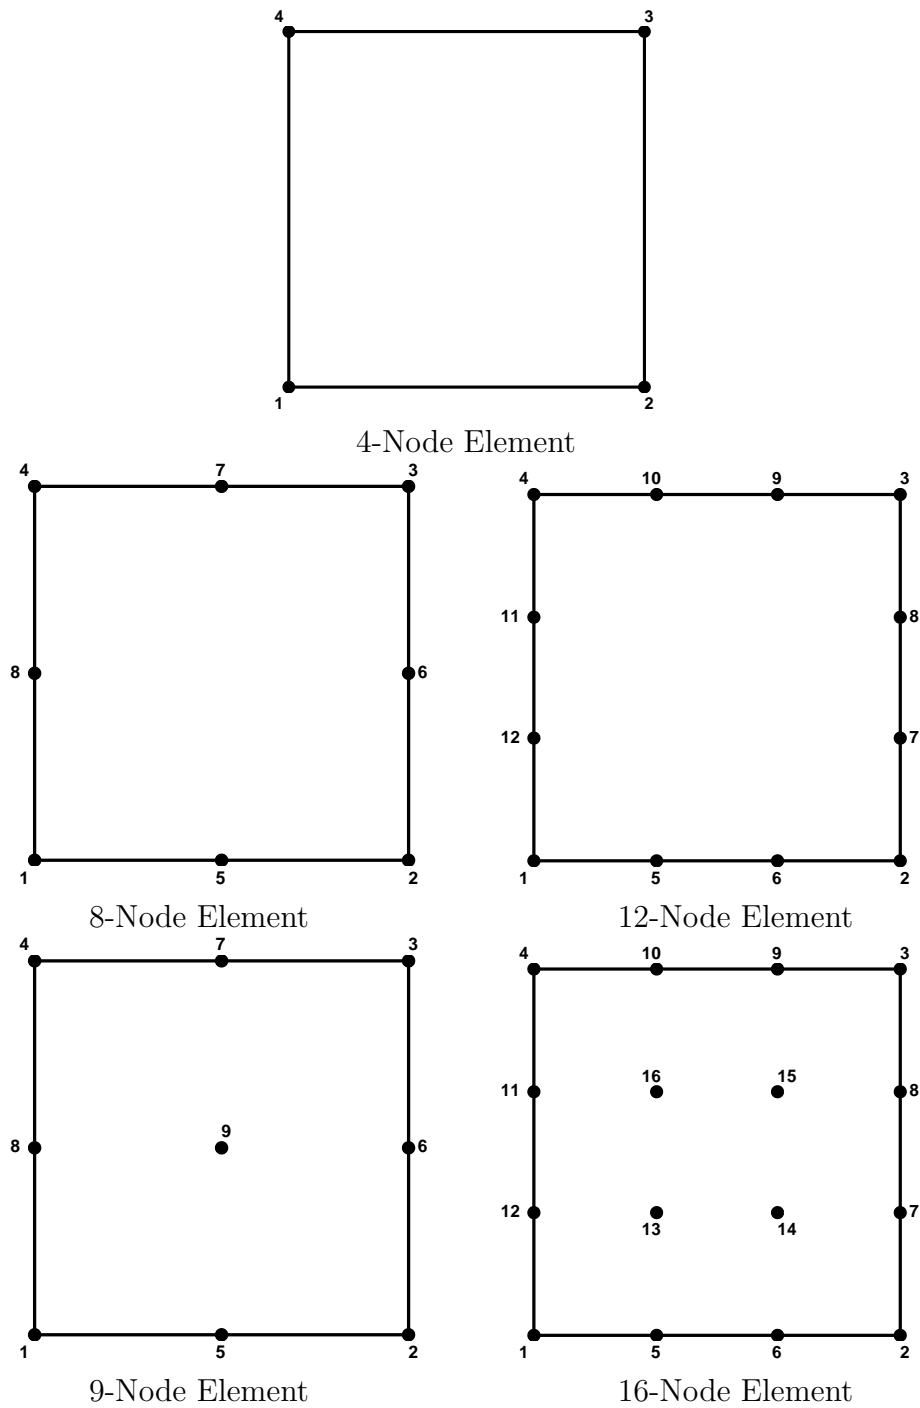 4 3
1 2
4-Node Element
4 7 3
8 6
1 5 2
8-Node Element
4 10 9 3
11 8
12 7
1 5 6 2
12-Node Element
4 7 3
9
8 6
1 5 2
9-Node Element
4 10 9 3
16 15
11 8
12 7
13 14
1 5 6 2
16-Node Element